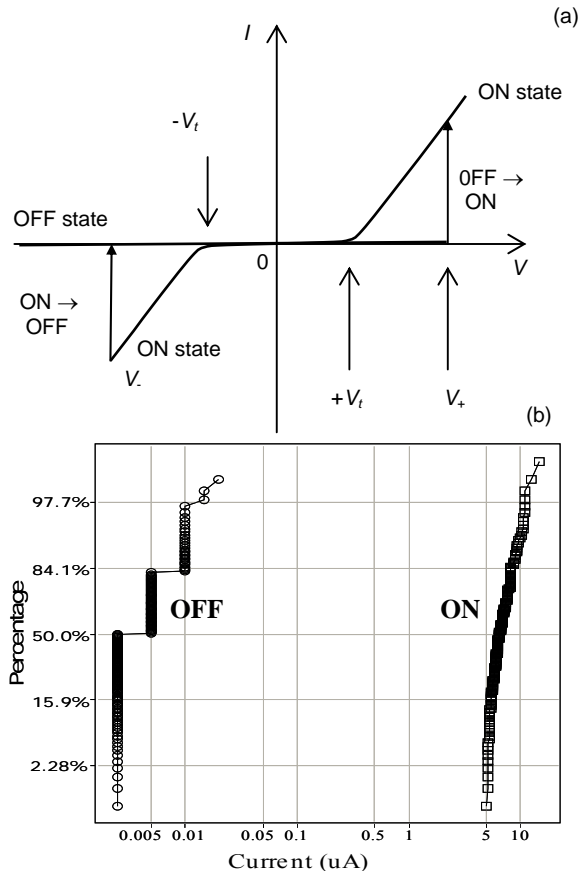 (a)
I
ON state
-Vt
0FF →
ON
OFF state
0
V
ON →
OFF
ON state
V-
+Vt
V+
(b)
97.7%
84.1%
OFF
ON
50.0%
15.9%
2.28%
Percentage
0.005 0.01 0.05 0.1 0.5 1 5 10
Current (uA)